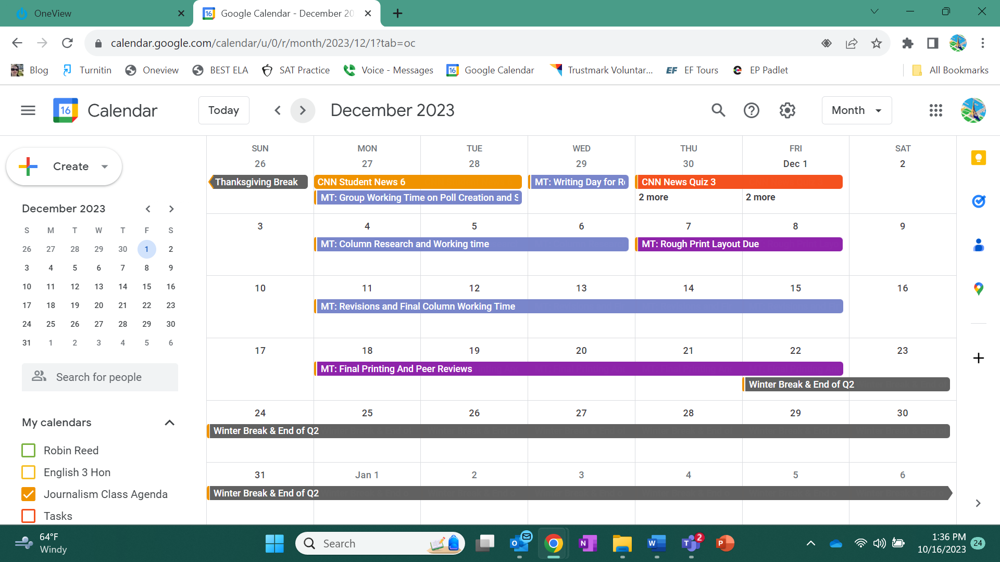 OneView
Google Calendar - December 20
calendar.google.com/calendar/u/0/r/month/2023/12/1?tab=oc
Blog Turnitin Oneview BEST ELA SAT Practice Voice - Messages 16 Google Calendar Trustmark Voluntar... EF EF Tours EP Padlet All Bookmarks
16 Calendar Today December 2023 Month
Create
December 2023
S M T W T F S
26 27 28 29 30 1 2
3 4 5 6 7 8 9
10 11 12 13 14 15 16
17 18 19 20 21 22 23
24 25 26 27 28 29 30
31 1 2 3 4 5 6
Search for people
My calendars
Robin Reed
English 3 Hon
Journalism Class Agenda
Tasks
SUN MON TUE WED THU FRI SAT
26 27 28 29 30 Dec 1 2
Thanksgiving Break CNN Student News 6 MT: Writing Day for R CNN News Quiz 3
MT: Group Working Time on Poll Creation and S 2 more 2 more
3 4 5 6 7 8 9
MT: Column Research and Working time MT: Rough Print Layout Due
10 11 12 13 14 15 16
MT: Revisions and Final Column Working Time
17 18 19 20 21 22 23
MT: Final Printing And Peer Reviews
Winter Break & End of Q2
24 25 26 27 28 29 30
Winter Break & End of Q2
31 Jan 1 2 3 4 5 6
Winter Break & End of Q2
64°F
Windy
Search
2
1:36 PM
10/16/2023
24